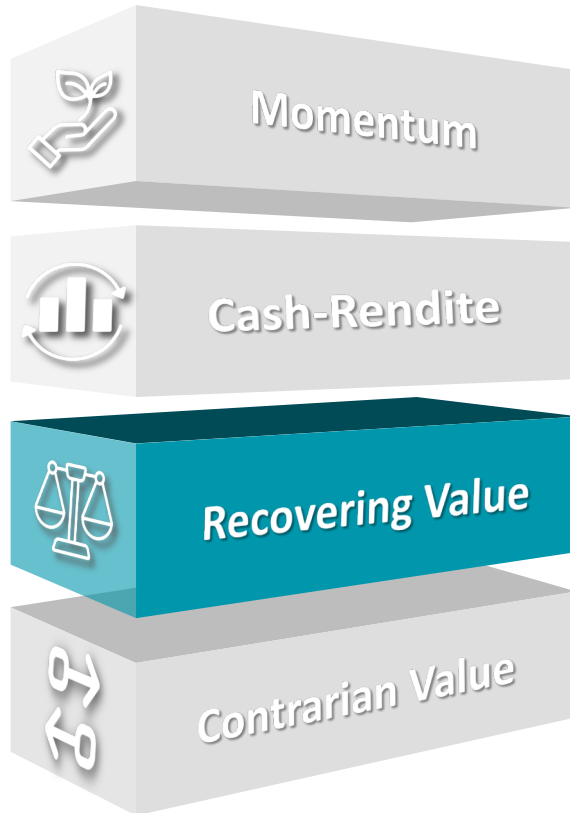 Momentum
Cash-Rendite
Recovering Value
Contrarian Value